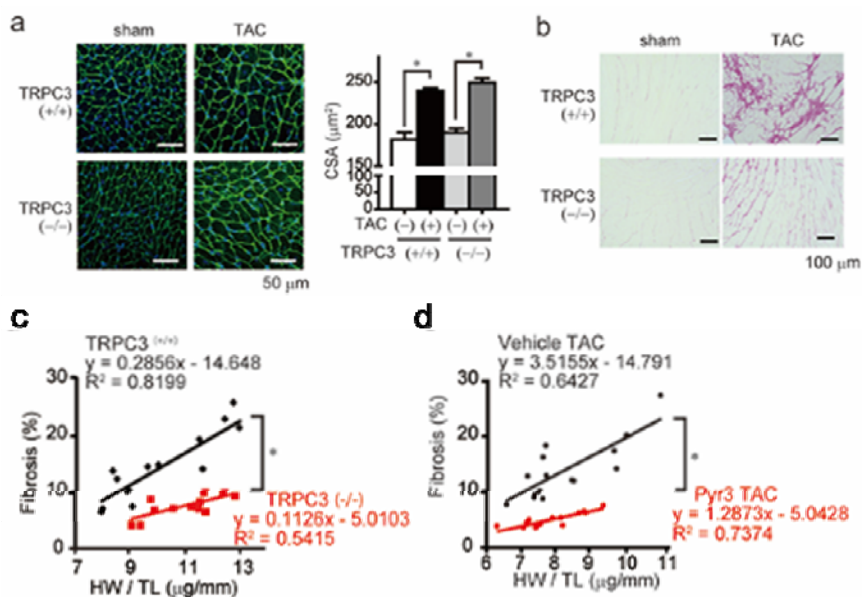 a
sham
TAC
TRPC3
(+/+)
TRPC3
(−/−)
50 μm
CSA (μm²)
250
200
150
100
50
0
*
*
TAC (−) (+) (−) (+)
TRPC3 (+/+) (−/−)
b
sham
TAC
TRPC3
(+/+)
TRPC3
(−/−)
100 μm
c
TRPC3 (+/+)
y = 0.2856x - 14.648
R² = 0.8199
Fibrosis (%)
30
20
10
0
*
TRPC3 (-/-)
y = 0.1126x - 5.0103
R² = 0.5415
7 9 11 13
HW / TL (μg/mm)
d
Vehicle TAC
y = 3.5155x - 14.791
R² = 0.6427
Fibrosis (%)
30
20
10
0
*
Pyr3 TAC
y = 1.2873x - 5.0428
R² = 0.7374
6 7 8 9 10 11
HW / TL (μg/mm)